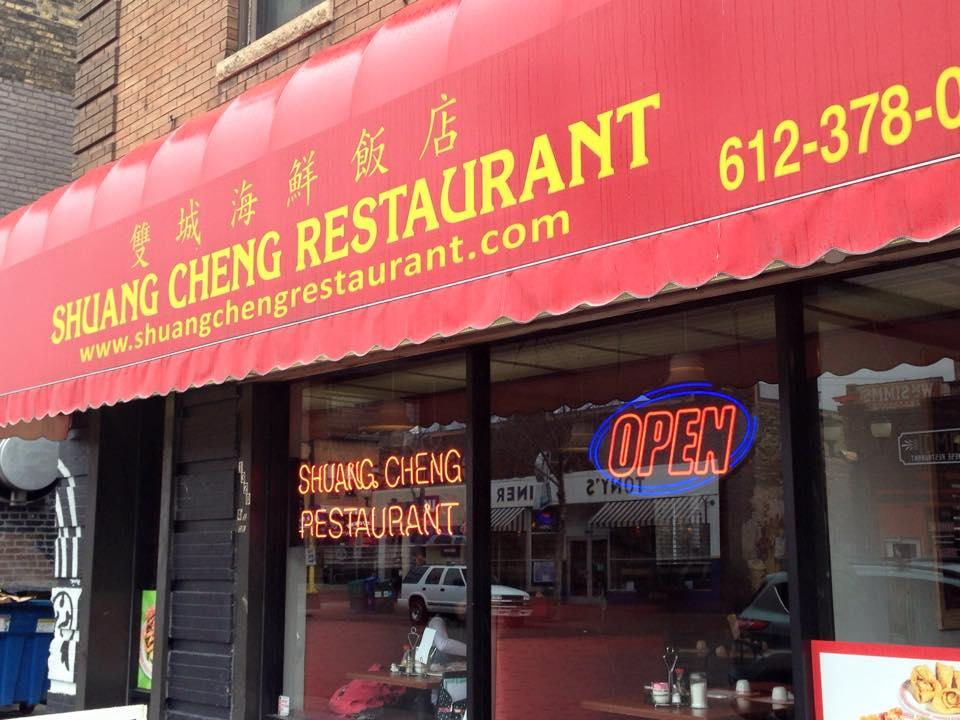 雙城海鮮飯店
SHUANG CHENG RESTAURANT
612-378-0
www.shuangchengrestaurant.com
SHUANG CHENG
RESTAURANT
OPEN
TONY'S
INER